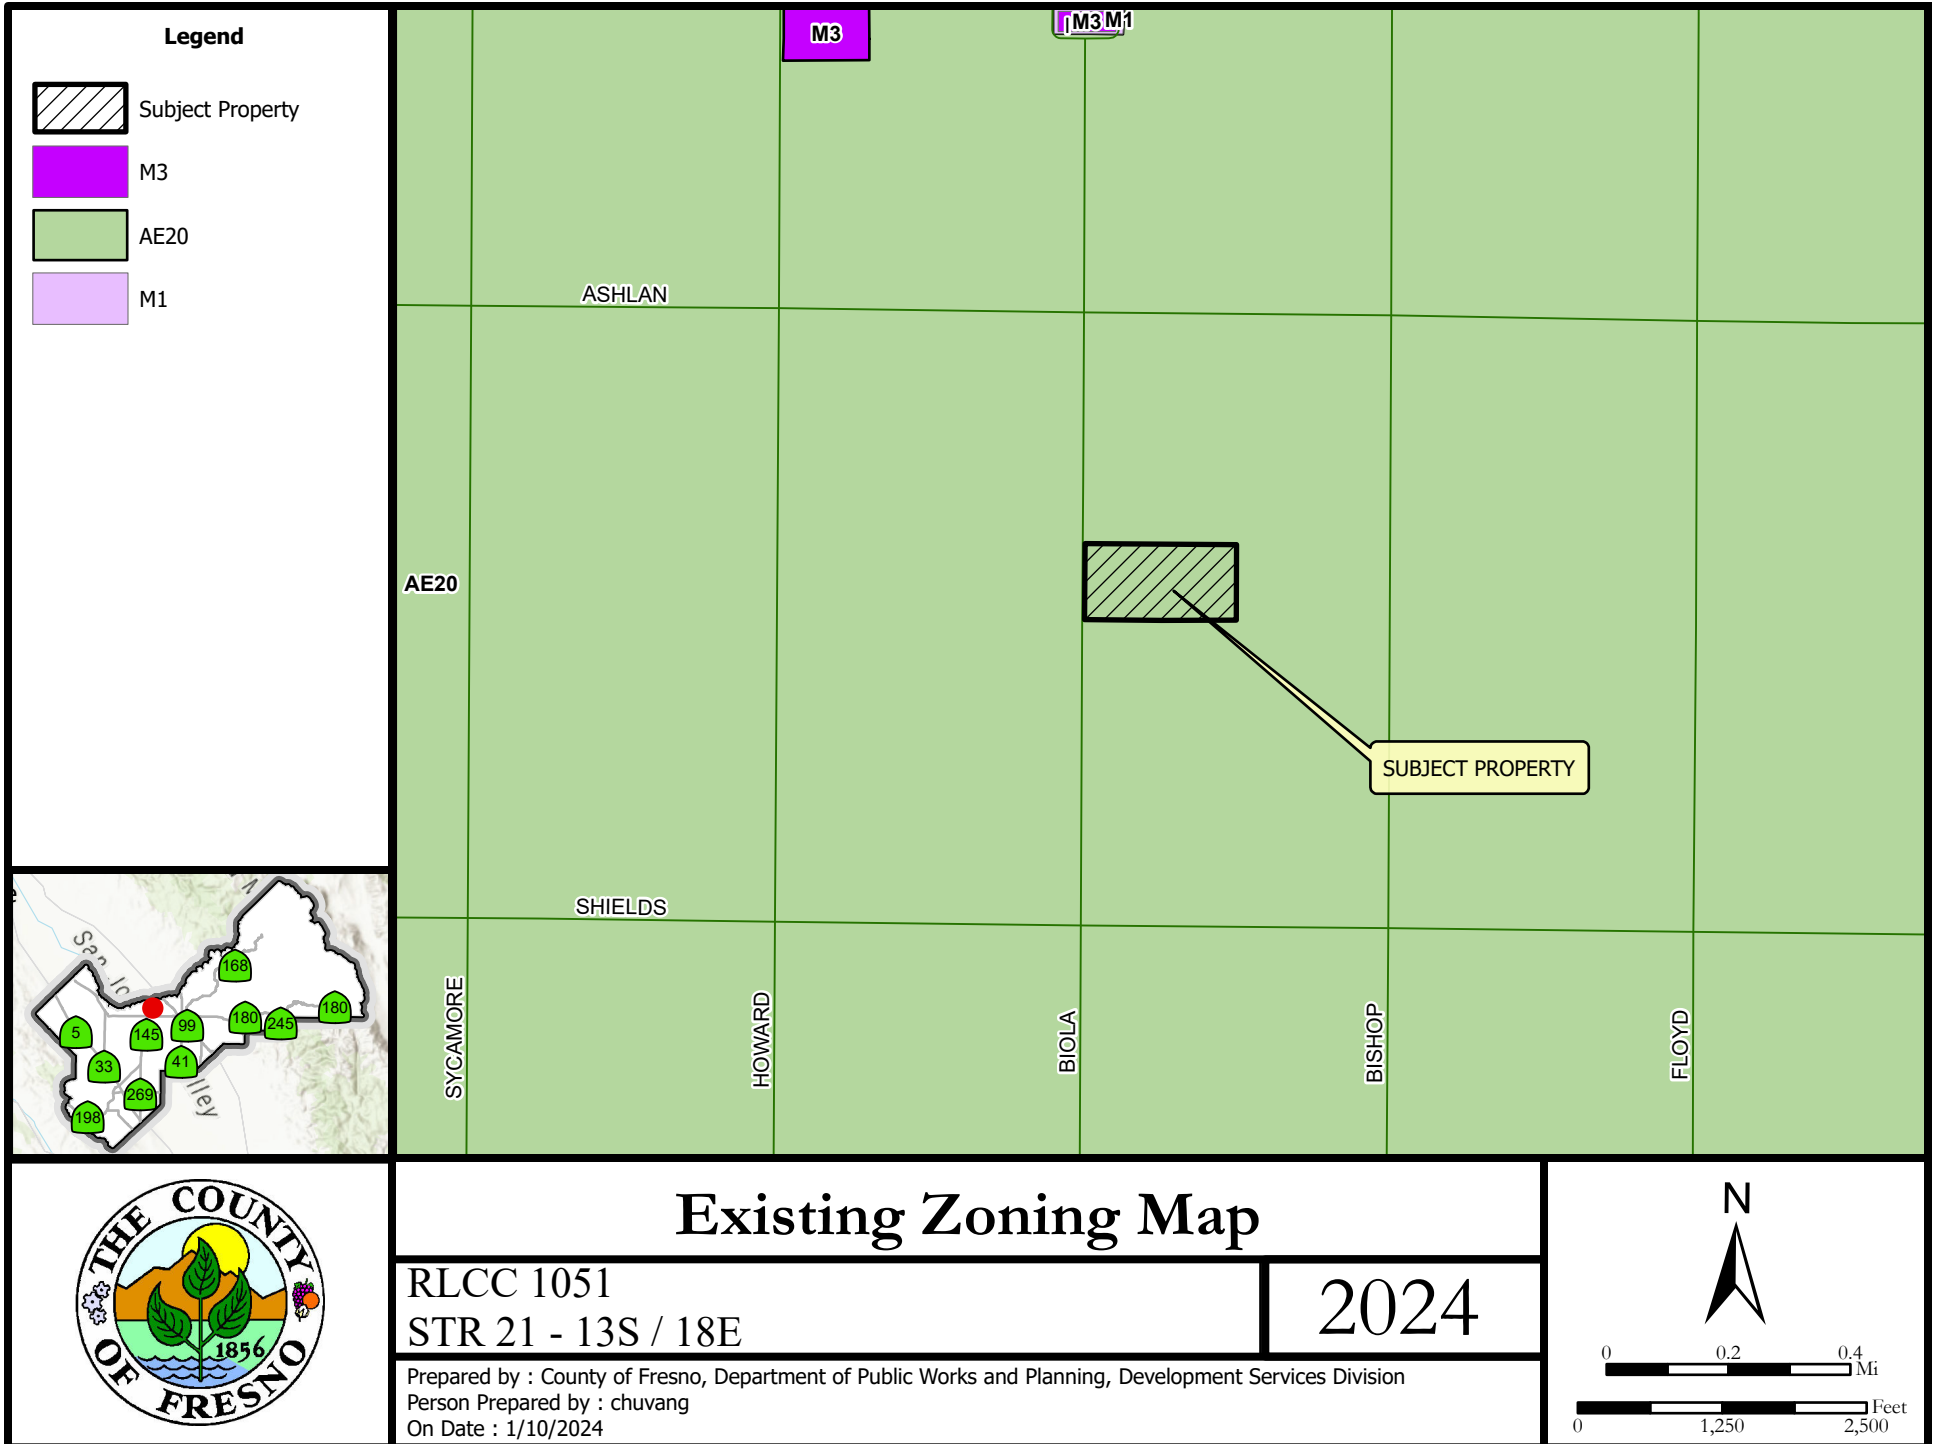 Legend
Subject Property
M3
AE20
M1
M3
M3 M1
ASHLAN
AE20
SUBJECT PROPERTY
SHIELDS
SYCAMORE
HOWARD
BIOLA
BISHOP
FLOYD
168
180
180
245
99
145
5
33
41
269
198
lley
THE COUNTY OF FRESNO
1856
Existing Zoning Map
RLCC 1051
STR 21 - 13S / 18E
2024
Prepared by : County of Fresno, Department of Public Works and Planning, Development Services Division
Person Prepared by : chuvang
On Date : 1/10/2024
N
0 0.2 0.4
Mi
Feet
0 1,250 2,500